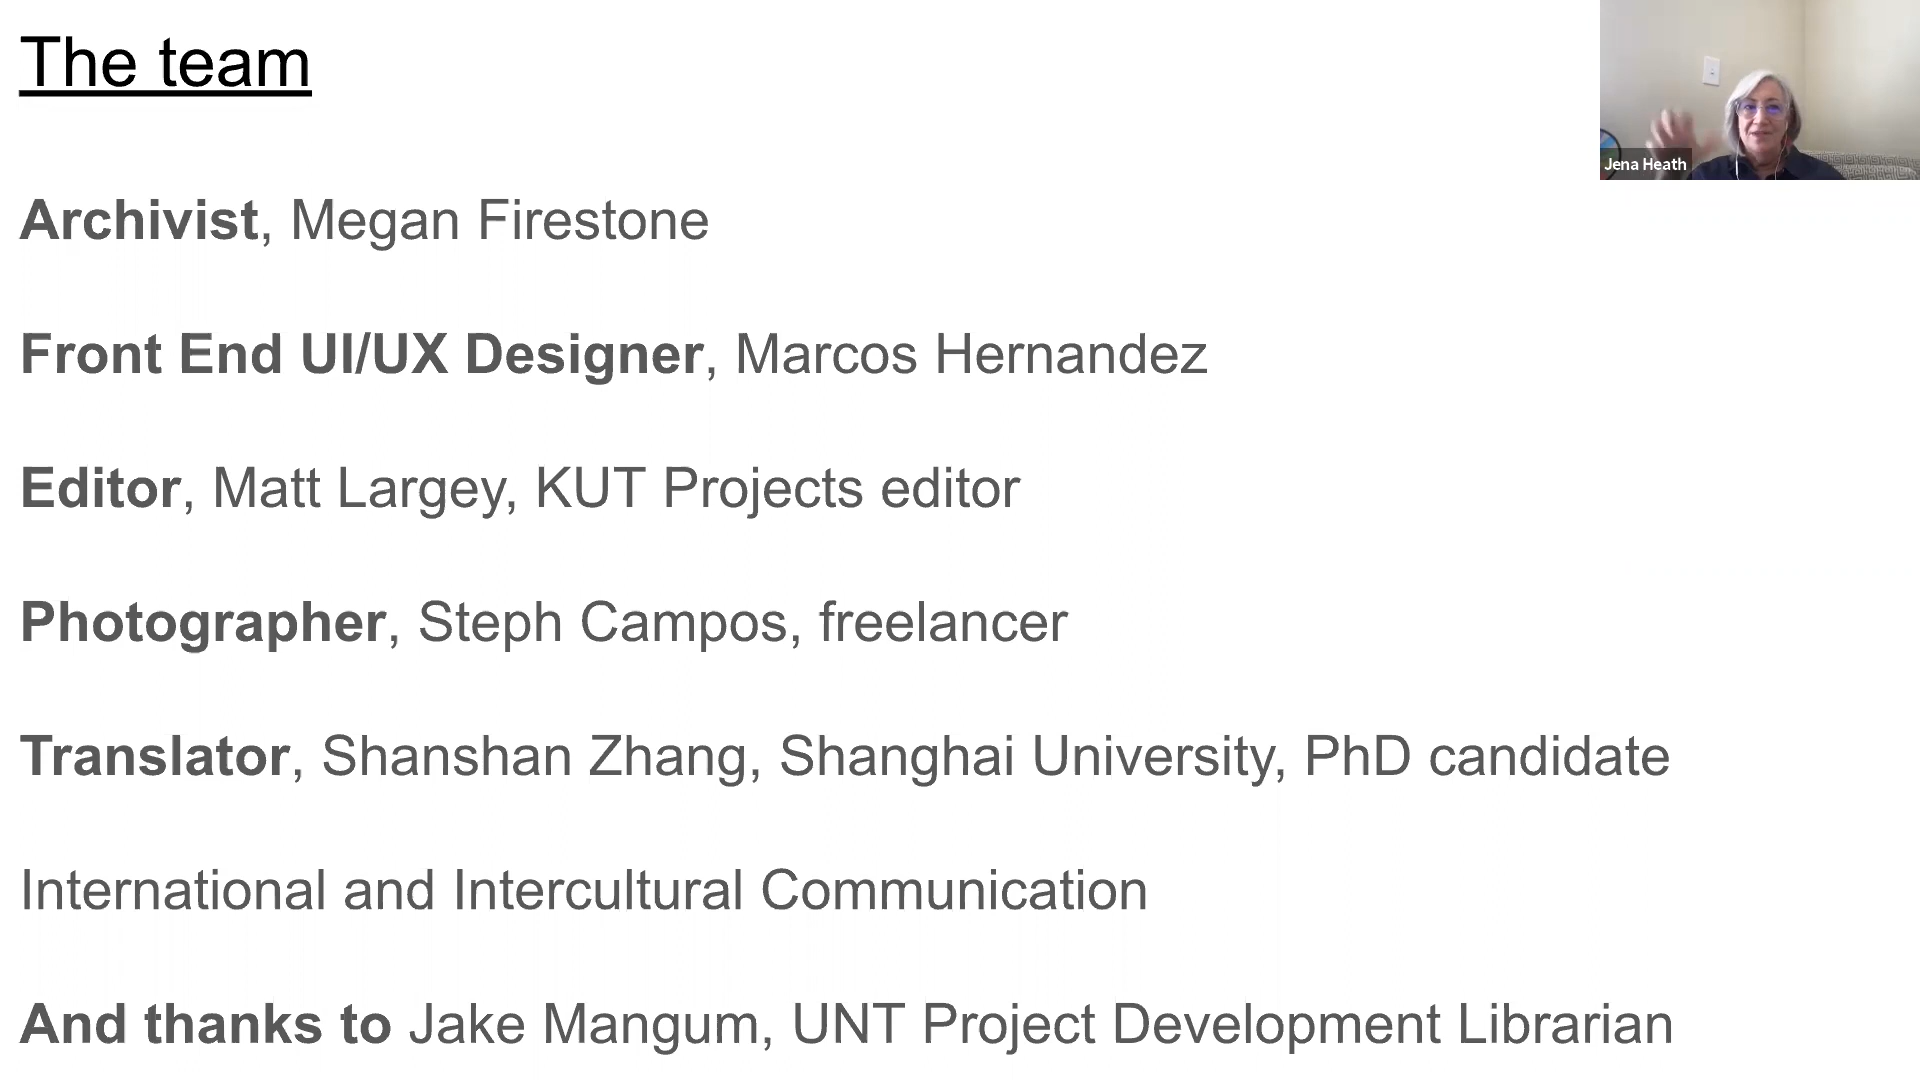 The team
Jena Heath
Archivist, Megan Firestone
Front End UI/UX Designer, Marcos Hernandez
Editor, Matt Largey, KUT Projects editor
Photographer, Steph Campos, freelancer
Translator, Shanshan Zhang, Shanghai University, PhD candidate
International and Intercultural Communication
And thanks to Jake Mangum, UNT Project Development Librarian